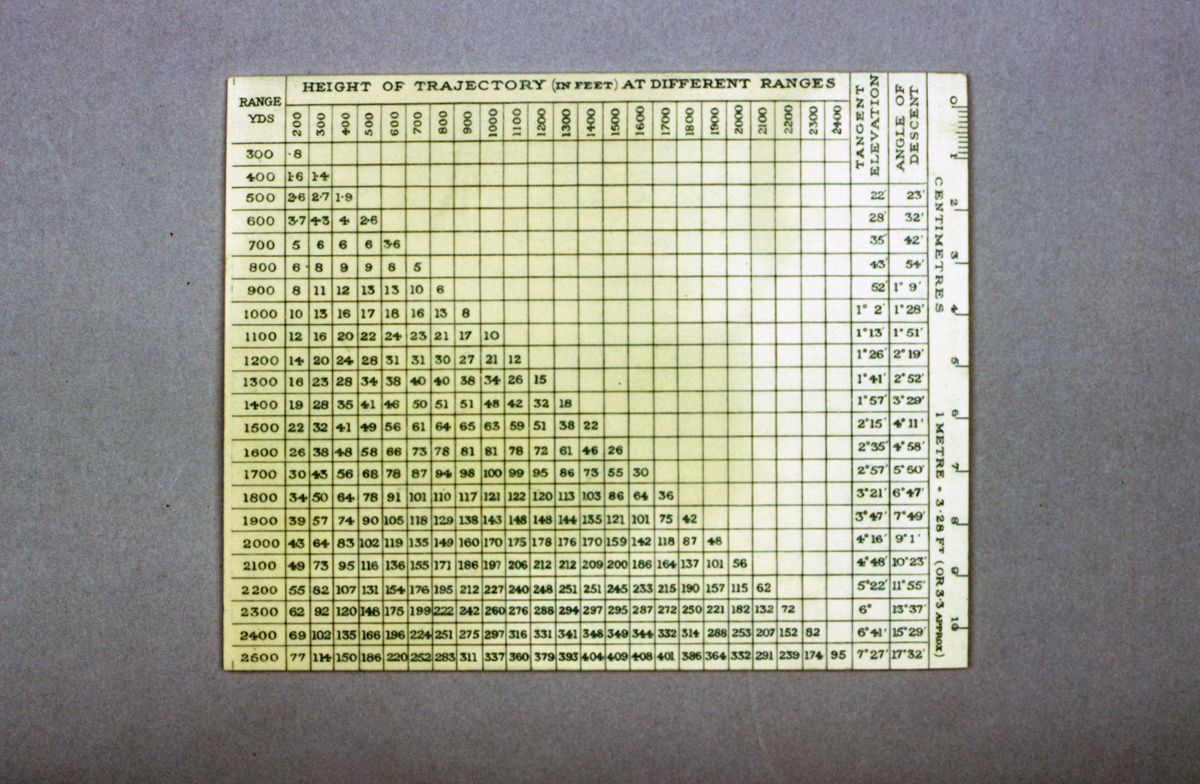 HEIGHT OF TRAJECTORY (IN FEET) AT DIFFERENT RANGES
RANGE YDS 200 300 400 500 600 700 800 900 1000 1100 1200 1300 1400 1500 1600 1700 1800 1900 2000 2100 2200 2300 2400 TANGENT ELEVATION ANGLE OF DESCENT
300 ·8
400 1·6 1·4
500 2·6 2·7 1·9 22' 23'
600 3·7 4·3 4· 2·6 28' 32'
700 5 6 6 6 3·6 35' 42'
800 6 8 9 9 8 5 43' 54'
900 8 11 12 13 13 10 6 52' 1° 9'
1000 10 13 16 17 18 16 13 8 1° 2' 1°28'
1100 12 16 20 22 24 23 21 17 10 1°13' 1°51'
1200 14 20 24 28 31 31 30 27 21 12 1°26' 2°19'
1300 16 23 28 34 38 40 40 38 34 26 15 1°41' 2°52'
1400 19 28 35 41 46 50 51 51 48 42 32 18 1°57' 3°29'
1500 22 32 41 49 56 61 64 65 63 59 51 38 22 2°15' 4°11'
1600 26 38 48 58 66 73 78 81 81 78 72 61 46 26 2°35' 4°58'
1700 30 43 56 68 78 87 94 98 100 99 95 86 73 55 30 2°57' 5°50'
1800 34 50 64 78 91 101 110 117 121 122 120 113 103 86 64 36 3°21' 6°47'
1900 39 57 74 90 105 118 129 138 143 148 148 144 135 121 101 75 42 3°47' 7°49'
2000 43 64 83 102 119 135 149 160 170 175 178 176 170 159 142 118 87 48 4°16' 9°1'
2100 49 73 95 116 136 155 171 186 197 206 212 212 209 200 186 164 137 101 56 4°48' 10°23'
2200 55 82 107 131 154 176 195 212 227 240 248 251 251 245 233 215 190 157 115 62 5°22' 11°55'
2300 62 92 120 148 175 199 222 242 260 276 288 294 297 295 287 272 250 221 182 132 72 6° 13°37'
2400 69 102 135 166 196 224 251 275 297 316 331 341 348 349 344 332 314 288 253 207 152 82 6°41' 15°29'
2500 77 114 150 186 220 252 283 311 337 360 379 393 404 409 408 401 386 364 332 291 239 174 95 7°27' 17°32'
0 1 2 3 4 5 6 7 8 9 10
CENTIMETRES 1 METRE = 3·28 FT (OR 3·3 APPROX)